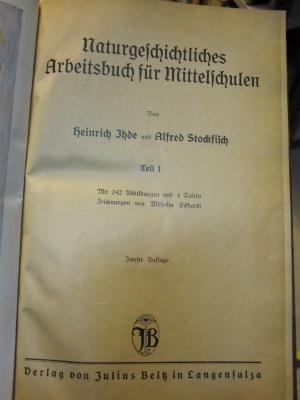 Naturgeschichtliches
Arbeitsbuch für Mittelschulen
Von
Heinrich Ihde und Alfred Stockfisch
Teil I
Mit 242 Abbildungen und 4 Tafeln
Zeichnungen von Wilhelm Eckhardt
Zweite Auflage
JB
Verlag von Julius Beltz in Langensalza